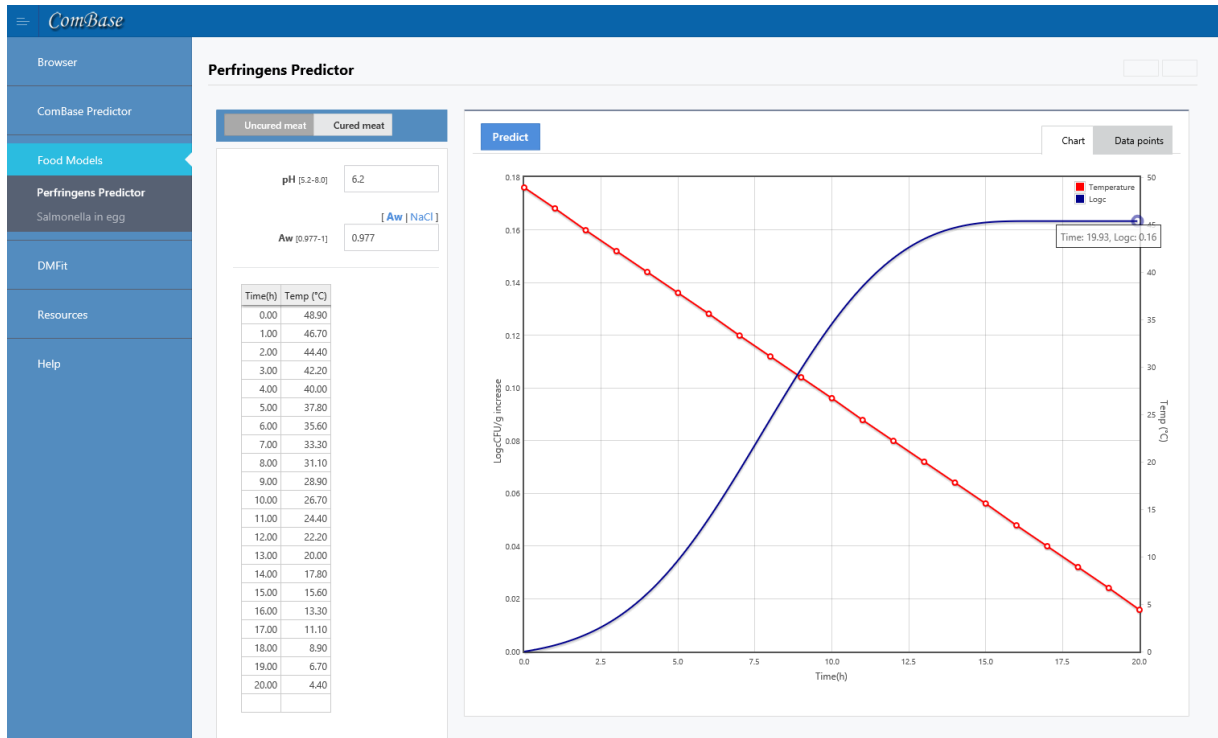 ComBase
Browser
ComBase Predictor
Food Models
Perfringens Predictor
Salmonella in egg
DMFit
Resources
Help
Perfringens Predictor
Uncured meat Cured meat
pH [5.2-8.0] 6.2
[ Aw | NaCl ]
Aw [0.977-1] 0.977
Time(h) Temp (°C)
0.00 48.90
1.00 46.70
2.00 44.40
3.00 42.20
4.00 40.00
5.00 37.80
6.00 35.60
7.00 33.30
8.00 31.10
9.00 28.90
10.00 26.70
11.00 24.40
12.00 22.20
13.00 20.00
14.00 17.80
15.00 15.60
16.00 13.30
17.00 11.10
18.00 8.90
19.00 6.70
20.00 4.40
Predict
Chart Data points
Temperature
Logc
Time: 19.93, Logc: 0.16
LogcCFU/g increase
0.18
0.16
0.14
0.12
0.10
0.08
0.06
0.04
0.02
0.00
50
45
40
35
30
25
20
15
10
5
0
Temp (°C)
0.0 2.5 5.0 7.5 10.0 12.5 15.0 17.5 20.0
Time(h)